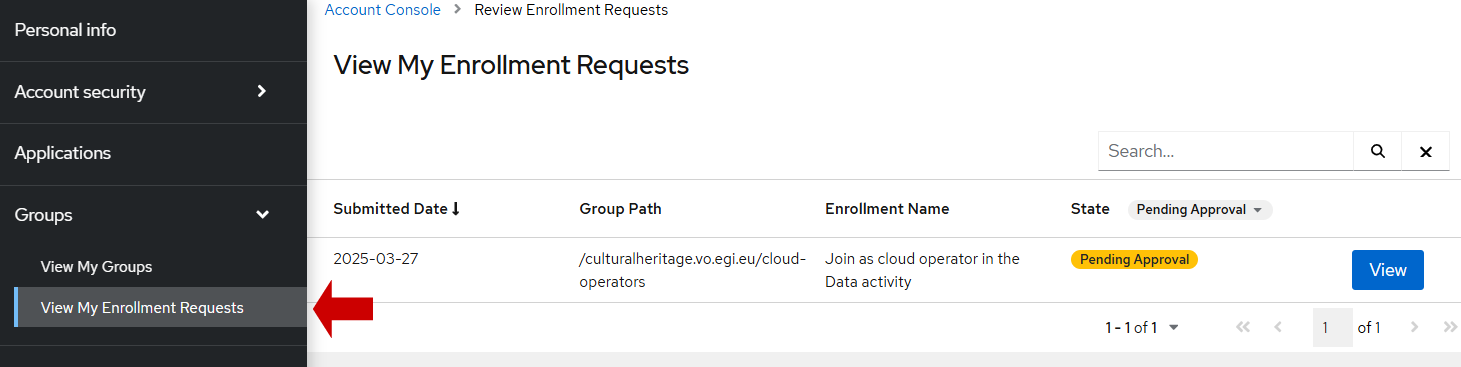 Personal info
Account security
Applications
Groups
View My Groups
View My Enrollment Requests
Account Console > Review Enrollment Requests
View My Enrollment Requests
Search...
Submitted Date Group Path Enrollment Name State Pending Approval
2025-03-27 /culturalheritage.vo.egi.eu/cloud- Join as cloud operator in the Pending Approval View
operators Data activity
1 - 1 of 1 1 of 1